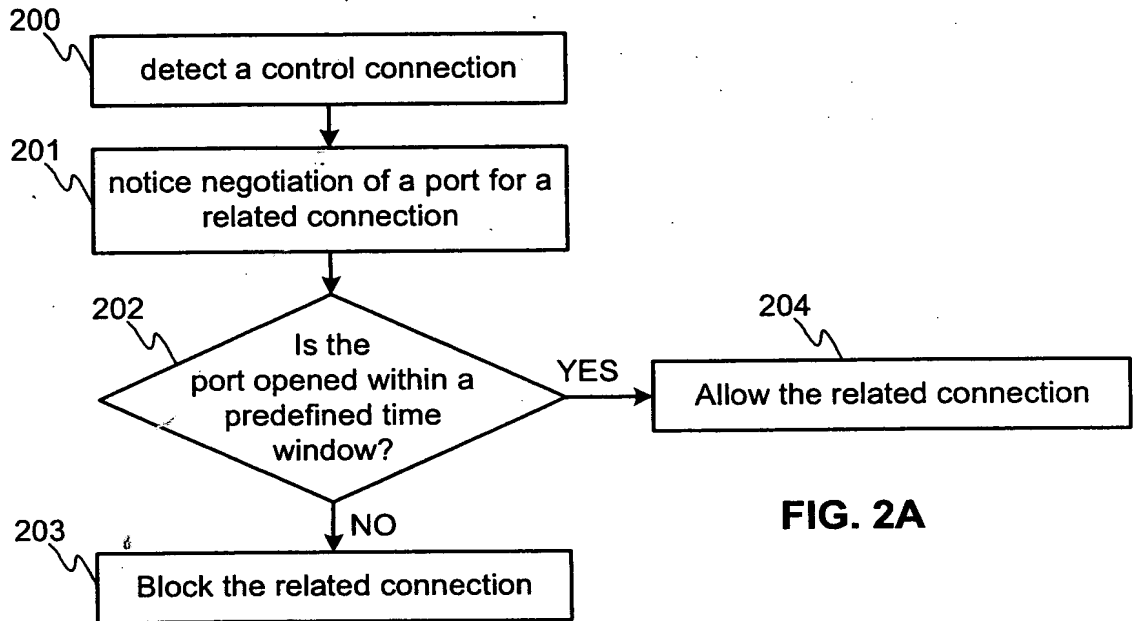 200
detect a control connection
201
notice negotiation of a port for a
related connection
202
Is the
port opened within a
predefined time
window?
YES
204
Allow the related connection
NO
203
Block the related connection
FIG. 2A